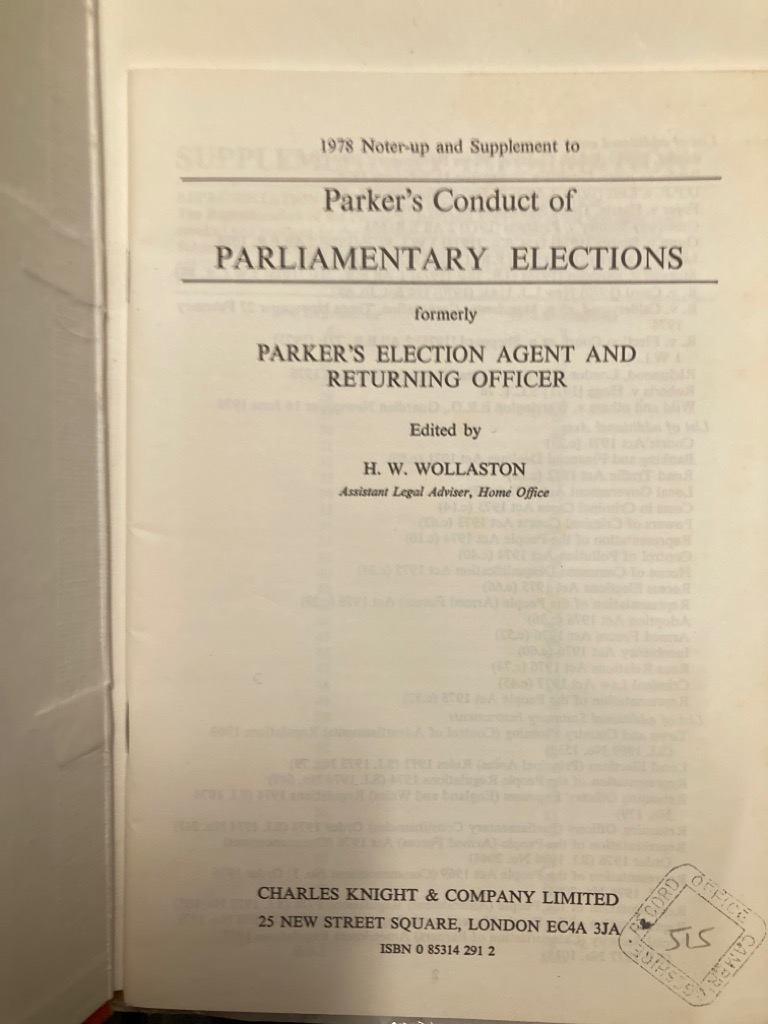 1978 Noter-up and Supplement to
Parker's Conduct of
PARLIAMENTARY ELECTIONS
formerly
PARKER'S ELECTION AGENT AND
RETURNING OFFICER
Edited by
H. W. WOLLASTON
Assistant Legal Adviser, Home Office
CHARLES KNIGHT & COMPANY LIMITED
25 NEW STREET SQUARE, LONDON EC4A 3JA
ISBN 0 85314 291 2
RECORD OFFICE
515